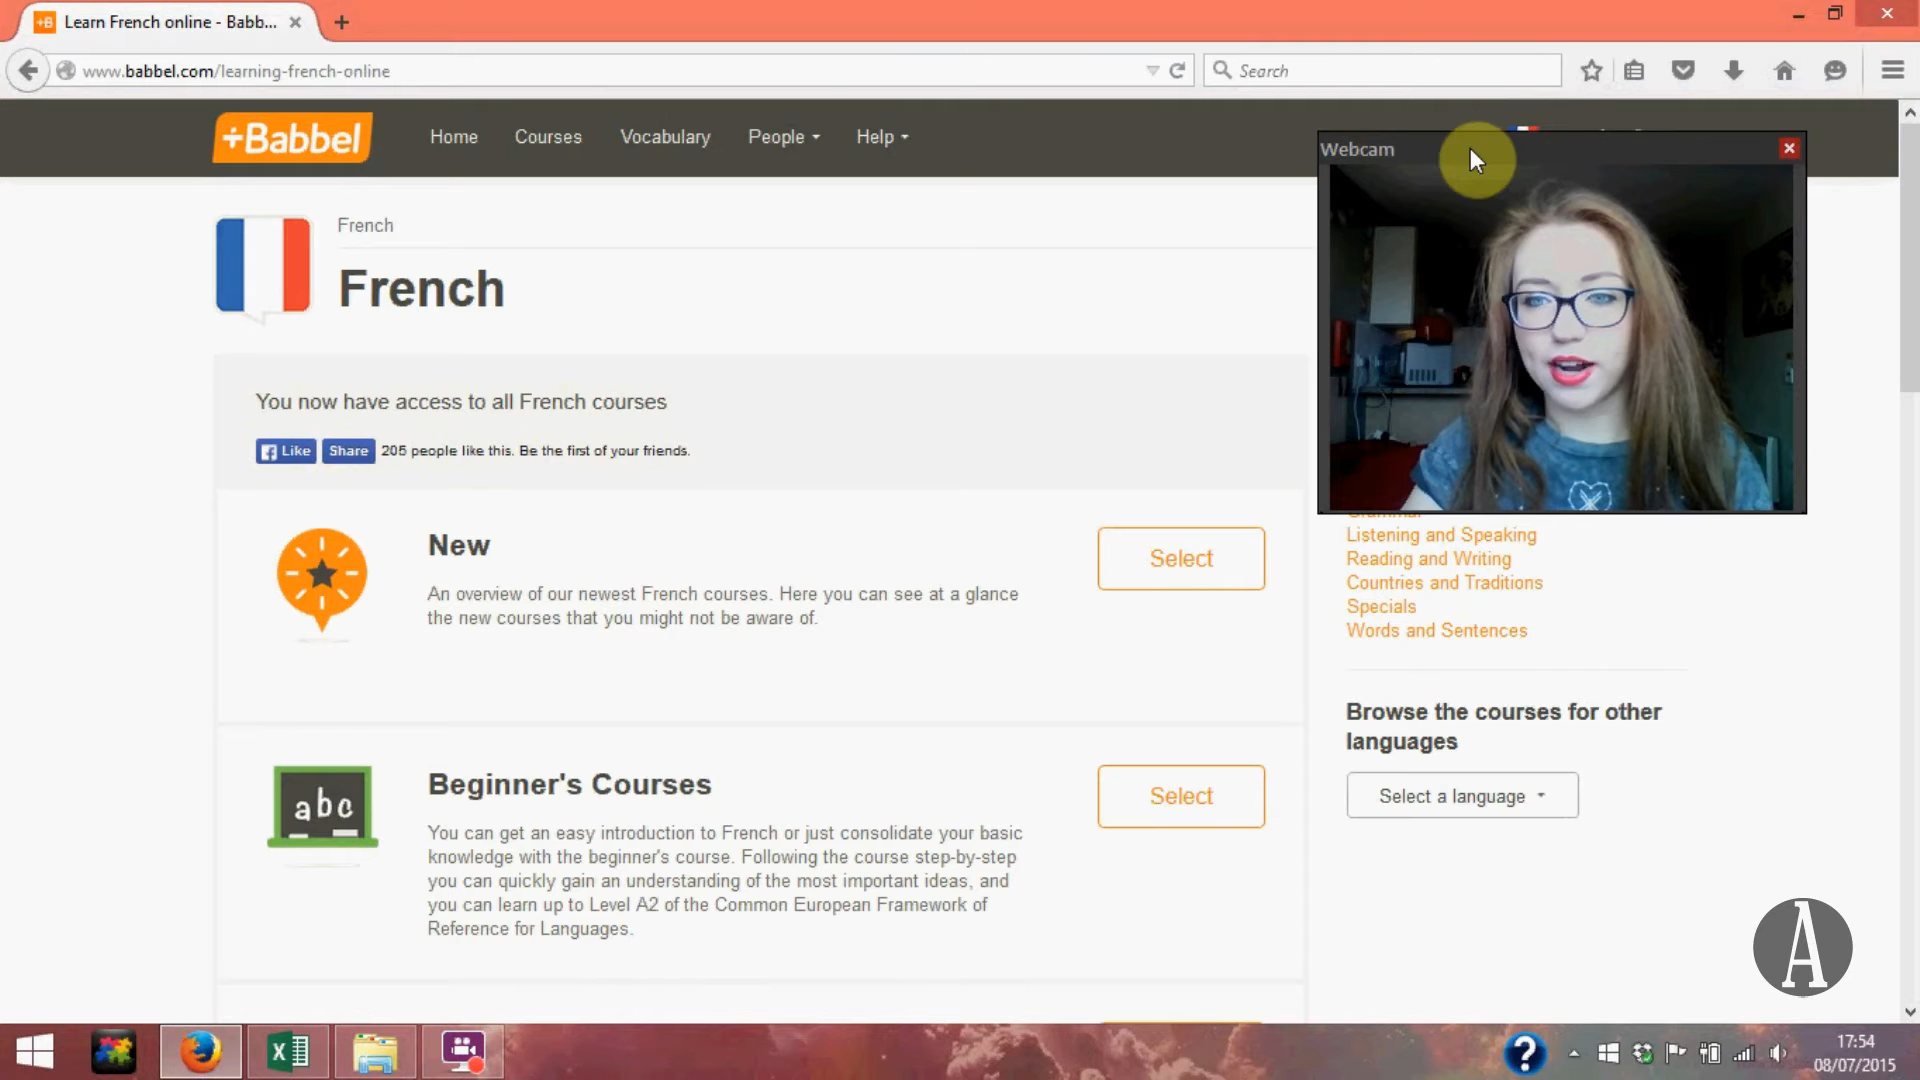 Learn French online - Babb...
www.babbel.com/learning-french-online
Search
+Babbel
Home
Courses
Vocabulary
People
Help
Webcam
French
French
You now have access to all French courses
Like
Share
205 people like this. Be the first of your friends.
New
An overview of our newest French courses. Here you can see at a glance
the new courses that you might not be aware of.
Select
Grammar
Listening and Speaking
Reading and Writing
Countries and Traditions
Specials
Words and Sentences
Browse the courses for other
languages
Select a language
abc
Beginner's Courses
You can get an easy introduction to French or just consolidate your basic
knowledge with the beginner's course. Following the course step-by-step
you can quickly gain an understanding of the most important ideas, and
you can learn up to Level A2 of the Common European Framework of
Reference for Languages.
Select
A
17:54
08/07/2015